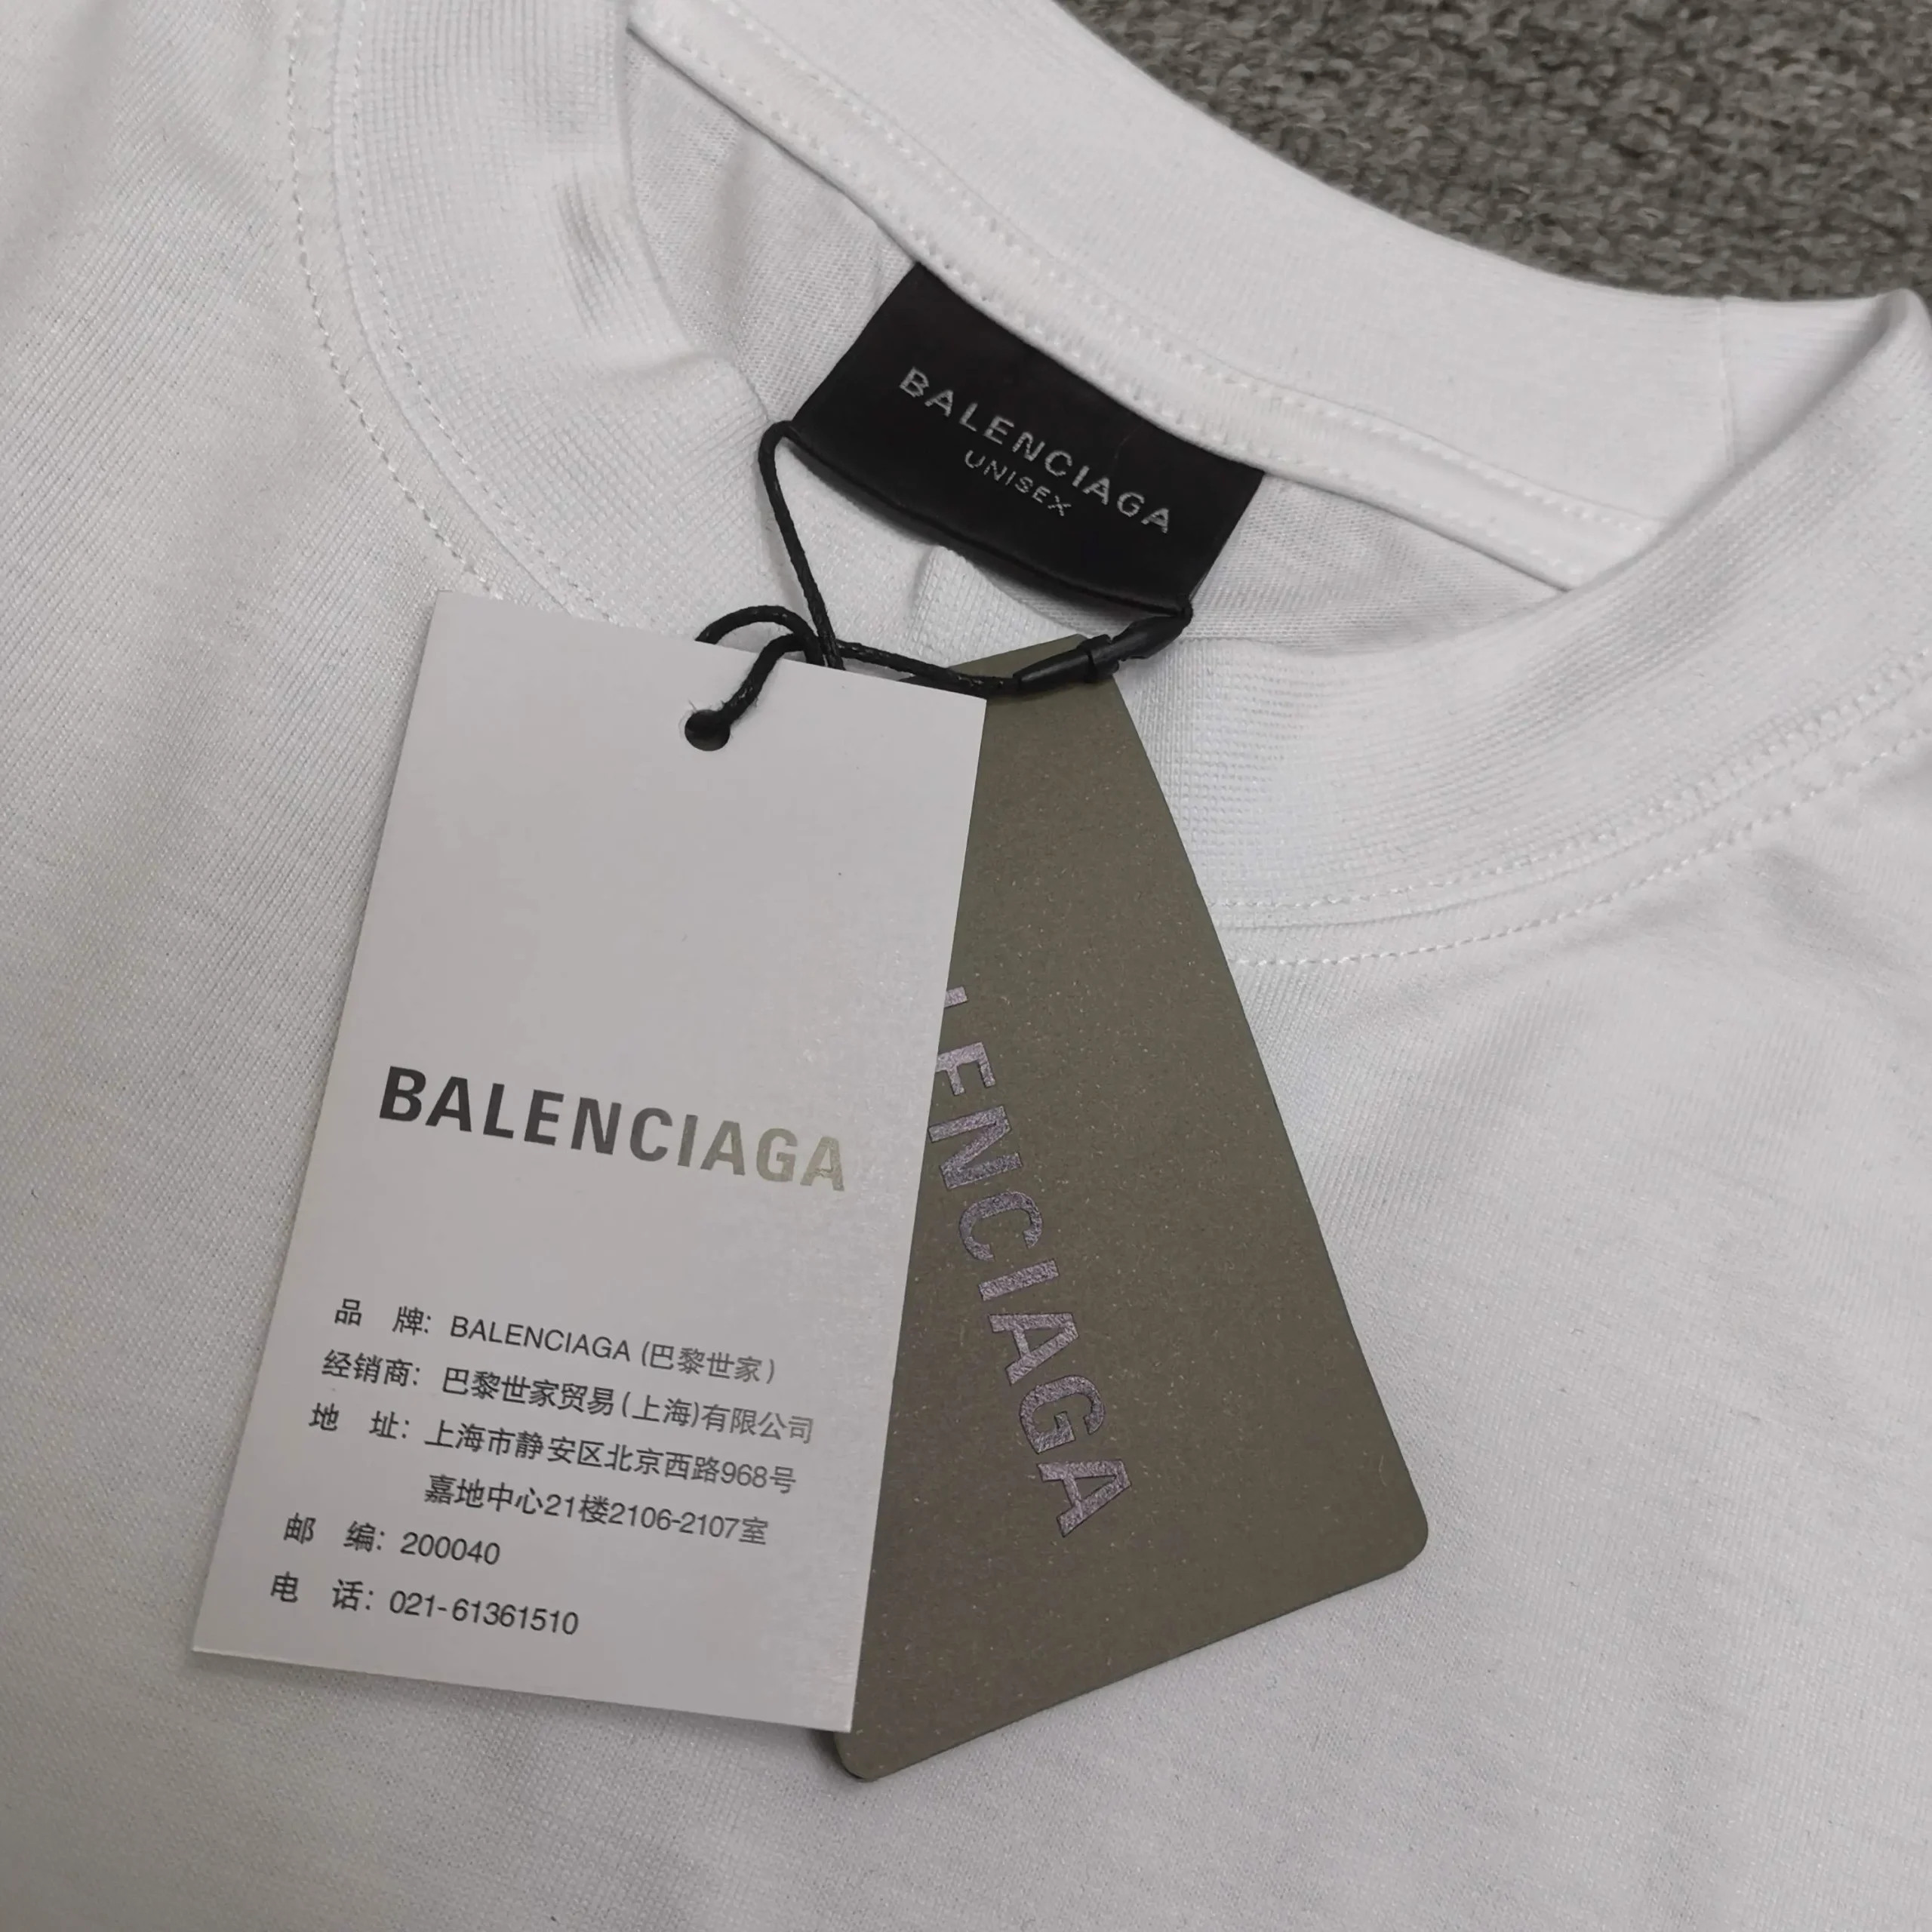 BALENCIAGA
UNISEX
BALENCIAGA
品 牌: BALENCIAGA (巴黎世家)
经销商: 巴黎世家贸易(上海)有限公司
地 址: 上海市静安区北京西路968号
嘉地中心21楼2106-2107室
邮 编: 200040
电 话: 021-61361510
LENCIAGA